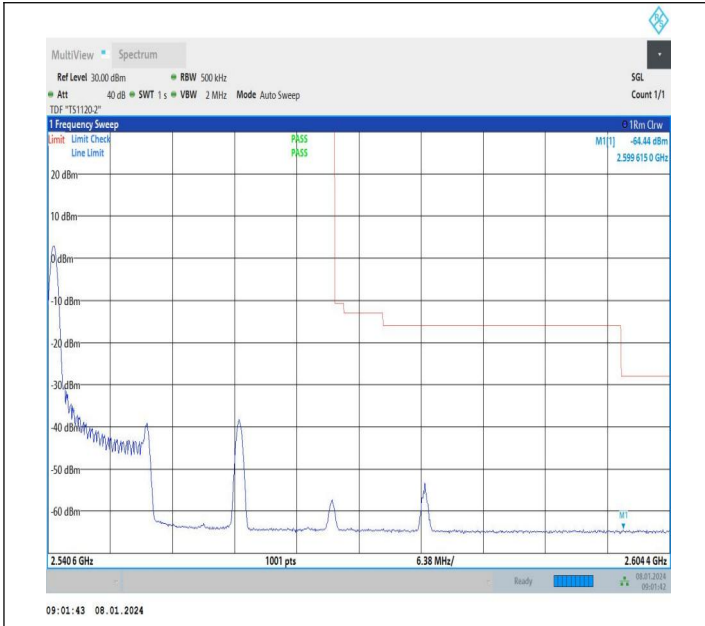 R S
MultiView Spectrum
Ref Level 30.00 dBm RBW 500 kHz SGL
Att 40 dB SWT 1 s VBW 2 MHz Mode Auto Sweep Count 1/1
TDF "TS1120-2"
1 Frequency Sweep 1Rm Clrw
Limit Limit Check PASS M1[1] -64.44 dBm
Line Limit PASS 2.599 615 0 GHz
20 dBm
10 dBm
0 dBm
-10 dBm
-20 dBm
-30 dBm
-40 dBm
-50 dBm
-60 dBm
M1
2.540 6 GHz 1001 pts 6.38 MHz/ 2.604 4 GHz
Ready 08.01.2024
09:01:42
09:01:43 08.01.2024